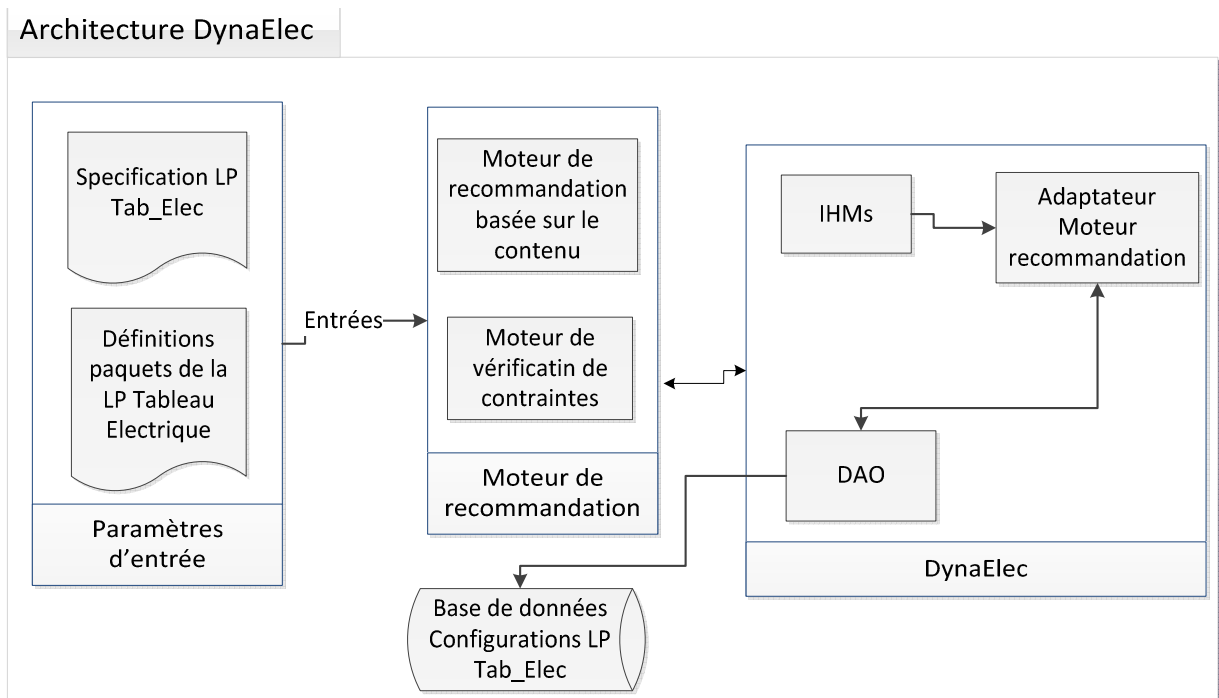 Architecture DynaElec
Specification LP
Tab_Elec
Définitions
paquets de la
LP Tableau
Electrique
Paramètres
d'entrée
Entrées
Moteur de
recommandation
basée sur le
contenu
Moteur de
vérificatin de
contraintes
Moteur de
recommandation
IHMs
Adaptateur
Moteur
recommandation
DAO
DynaElec
Base de données
Configurations LP
Tab_Elec